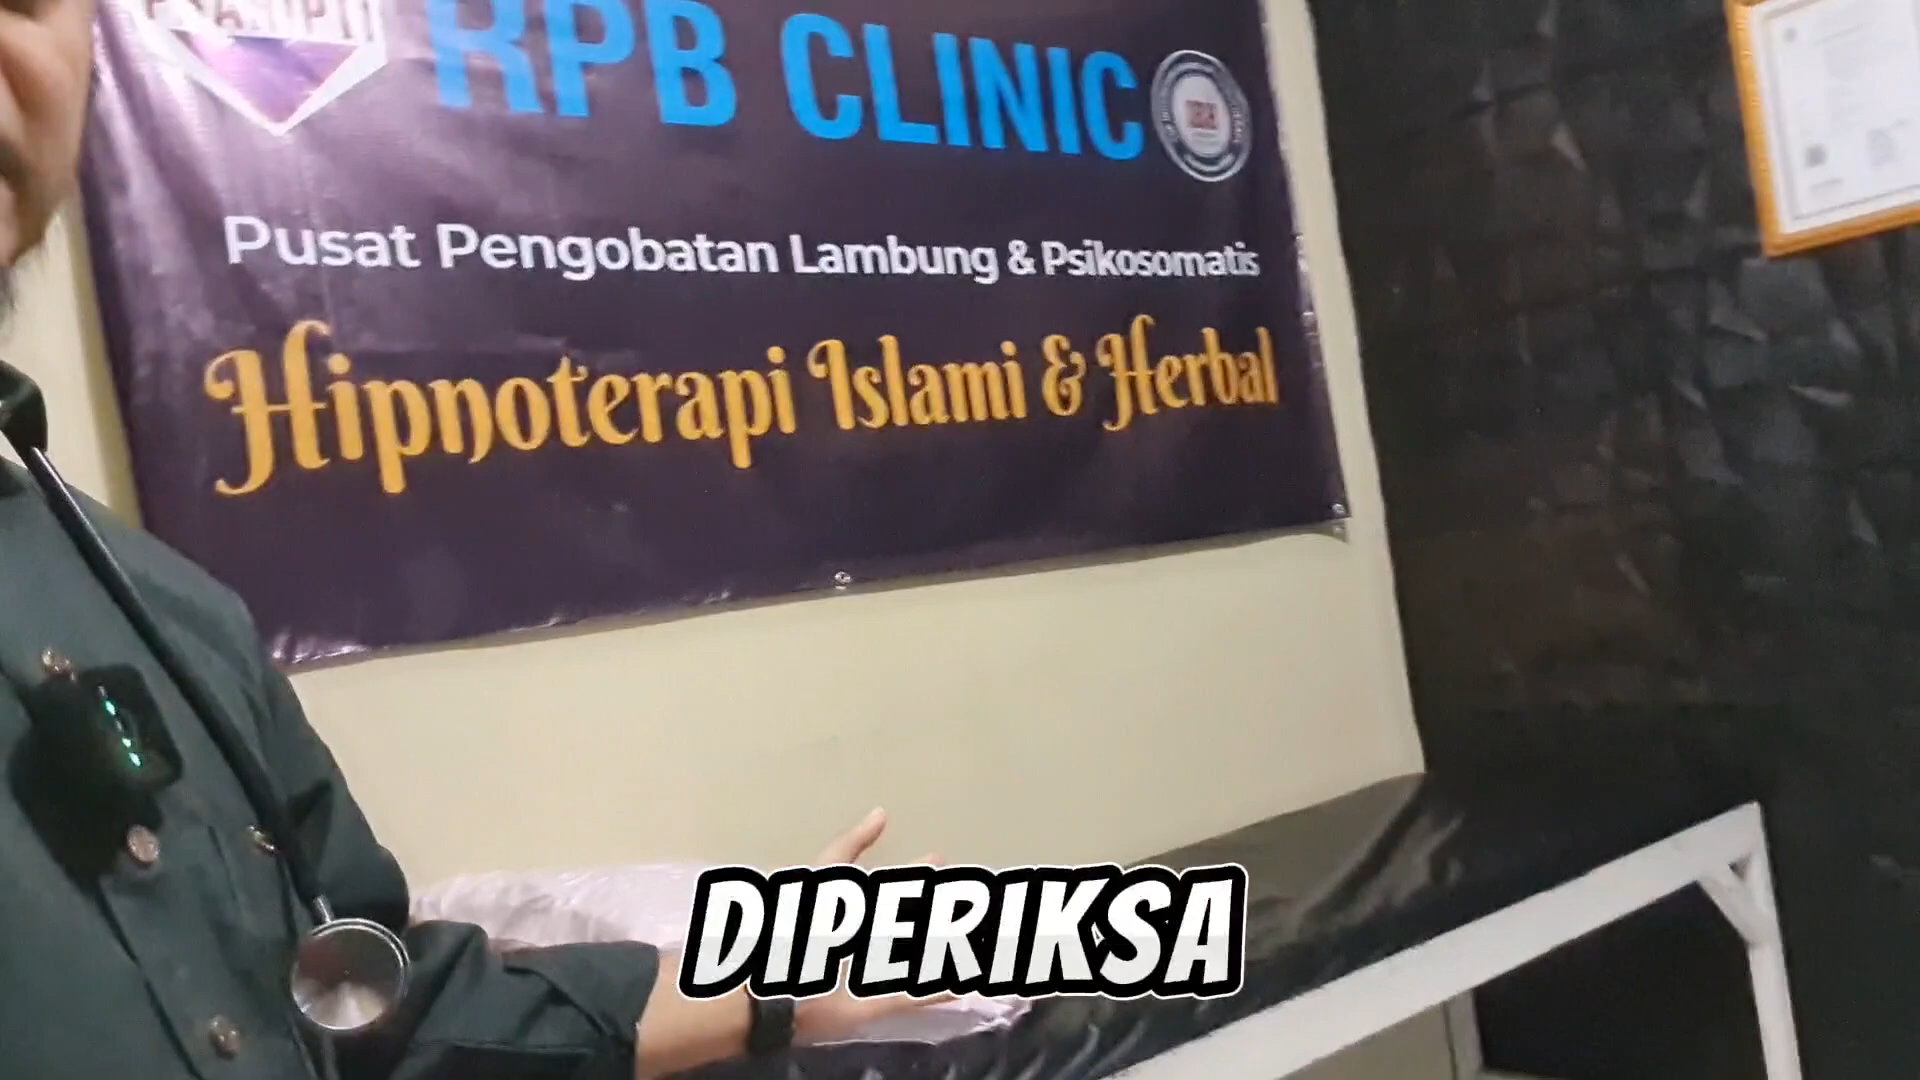 RPB CLINIC
Pusat Pengobatan Lambung & Psikosomatis
Hipnoterapi Islami & Herbal
DIPERIKSA